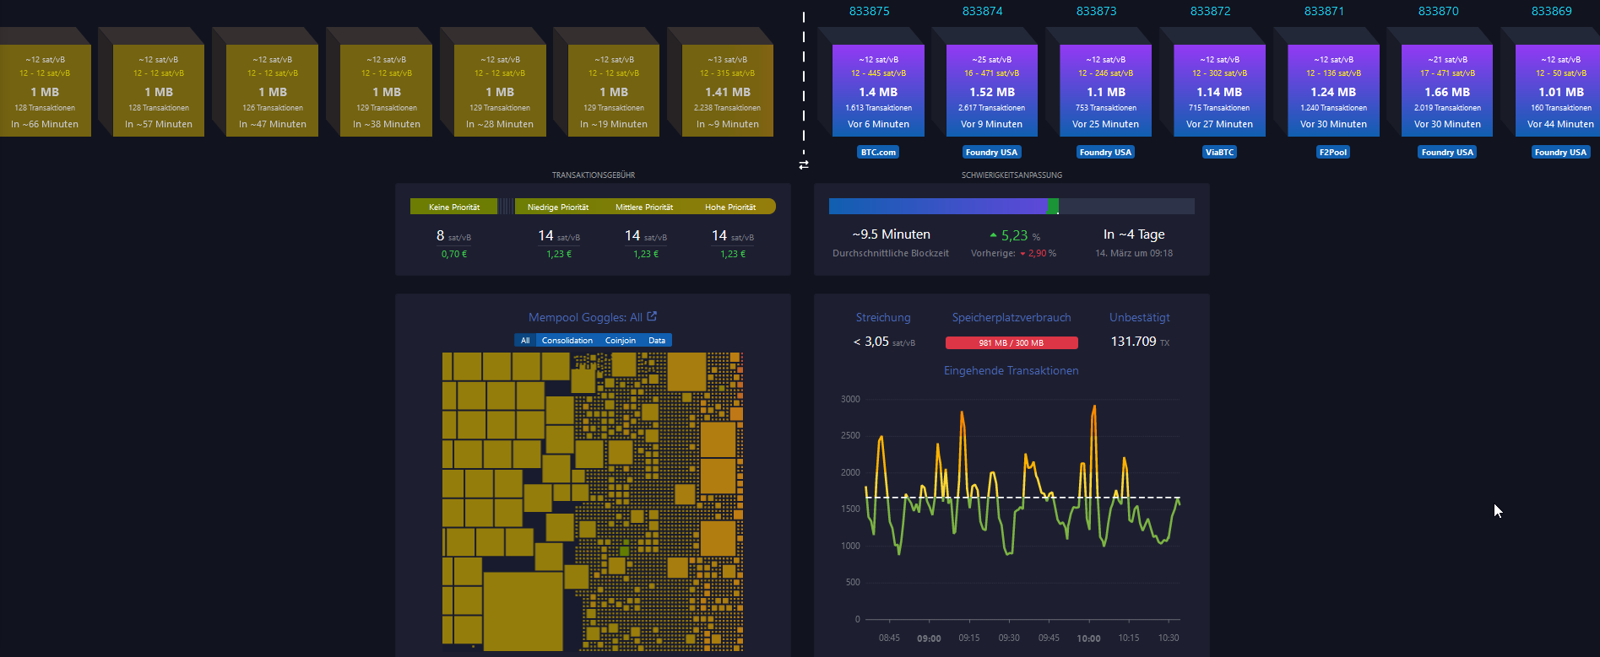 833875
833874
833873
833872
833871
833870
833869
~12 sat/vB
12 - 12 sat/vB
1 MB
128 Transaktionen
In ~66 Minuten
~12 sat/vB
12 - 12 sat/vB
1 MB
128 Transaktionen
In ~57 Minuten
~12 sat/vB
12 - 12 sat/vB
1 MB
126 Transaktionen
In ~47 Minuten
~12 sat/vB
12 - 12 sat/vB
1 MB
129 Transaktionen
In ~38 Minuten
~12 sat/vB
12 - 12 sat/vB
1 MB
129 Transaktionen
In ~28 Minuten
~12 sat/vB
12 - 12 sat/vB
1 MB
129 Transaktionen
In ~19 Minuten
~13 sat/vB
12 - 315 sat/vB
1.41 MB
2.238 Transaktionen
In ~9 Minuten
~12 sat/vB
12 - 445 sat/vB
1.4 MB
1.613 Transaktionen
Vor 6 Minuten
BTC.com
~25 sat/vB
16 - 471 sat/vB
1.52 MB
2.617 Transaktionen
Vor 9 Minuten
Foundry USA
~12 sat/vB
12 - 246 sat/vB
1.1 MB
753 Transaktionen
Vor 25 Minuten
Foundry USA
~12 sat/vB
12 - 302 sat/vB
1.14 MB
715 Transaktionen
Vor 27 Minuten
ViaBTC
~12 sat/vB
12 - 136 sat/vB
1.24 MB
1.240 Transaktionen
Vor 30 Minuten
F2Pool
~21 sat/vB
17 - 471 sat/vB
1.66 MB
2.019 Transaktionen
Vor 30 Minuten
Foundry USA
~12 sat/vB
12 - 50 sat/vB
1.01 MB
160 Transaktionen
Vor 44 Minuten
Foundry USA
TRANSAKTIONSGEBÜHR
Keine Priorität
Niedrige Priorität
Mittlere Priorität
Hohe Priorität
8 sat/vB
14 sat/vB
14 sat/vB
14 sat/vB
0,70 €
1,23 €
1,23 €
1,23 €
SCHWIERIGKEITSANPASSUNG
~9.5 Minuten
5,23 %
In ~4 Tage
Durchschnittliche Blockzeit
Vorherige: 2,90 %
14. März um 09:18
Mempool Goggles: All
All
Consolidation
Coinjoin
Data
Streichung
Speicherplatzverbrauch
Unbestätigt
< 3,05 sat/vB
981 MB / 300 MB
131.709 TX
Eingehende Transaktionen
3000
2500
2000
1500
1000
500
0
08:45
09:00
09:15
09:30
09:45
10:00
10:15
10:30